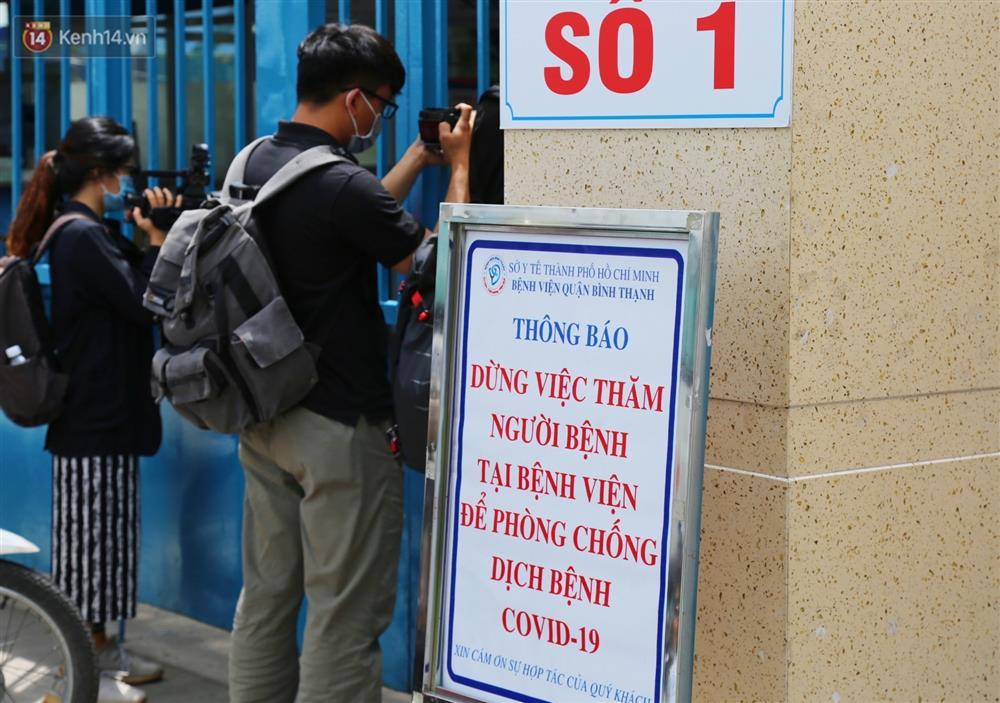 14 Kenh14.vn
SỐ 1
SỞ Y TẾ THÀNH PHỐ HỒ CHÍ MINH
BỆNH VIỆN QUẬN BÌNH THẠNH
THÔNG BÁO
DỪNG VIỆC THĂM
NGƯỜI BỆNH
TẠI BỆNH VIỆN
ĐỂ PHÒNG CHỐNG
DỊCH BỆNH
COVID-19
XIN CẢM ƠN SỰ HỢP TÁC CỦA QUÝ KHÁCH